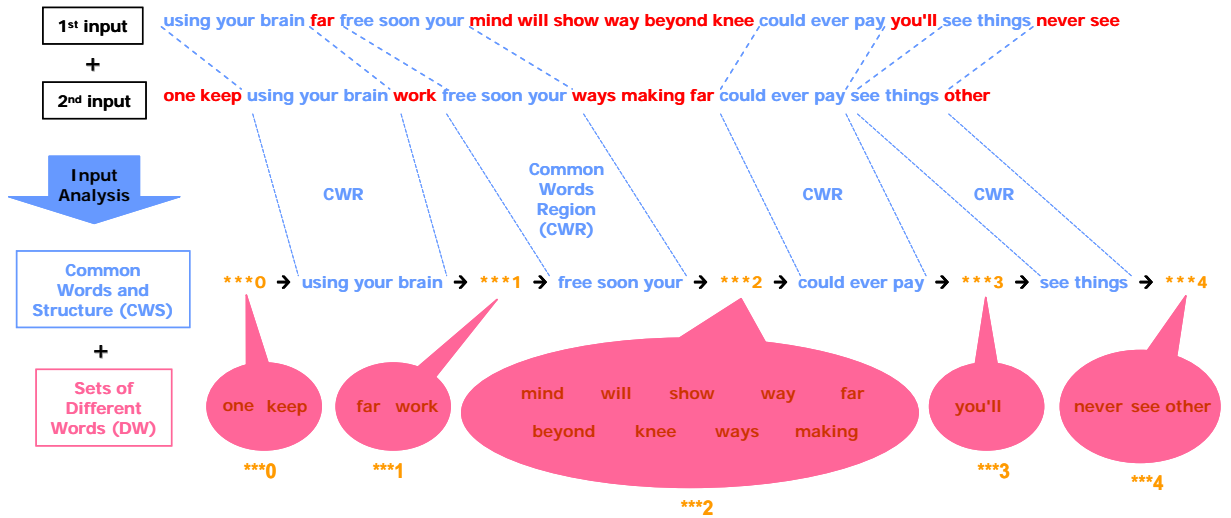 1st input
using your brain far free soon your mind will show way beyond knee could ever pay you'll see things never see
+
2nd input
one keep using your brain work free soon your ways making far could ever pay see things other
Input
Analysis
CWR
Common
Words
Region
(CWR)
CWR
CWR
Common
Words and
Structure (CWS)
***0 → using your brain → ***1 → free soon your → ***2 → could ever pay → ***3 → see things → ***4
+
Sets of
Different
Words (DW)
one keep
far work
mind will show way far
beyond knee ways making
you'll
never see other
***0
***1
***2
***3
***4